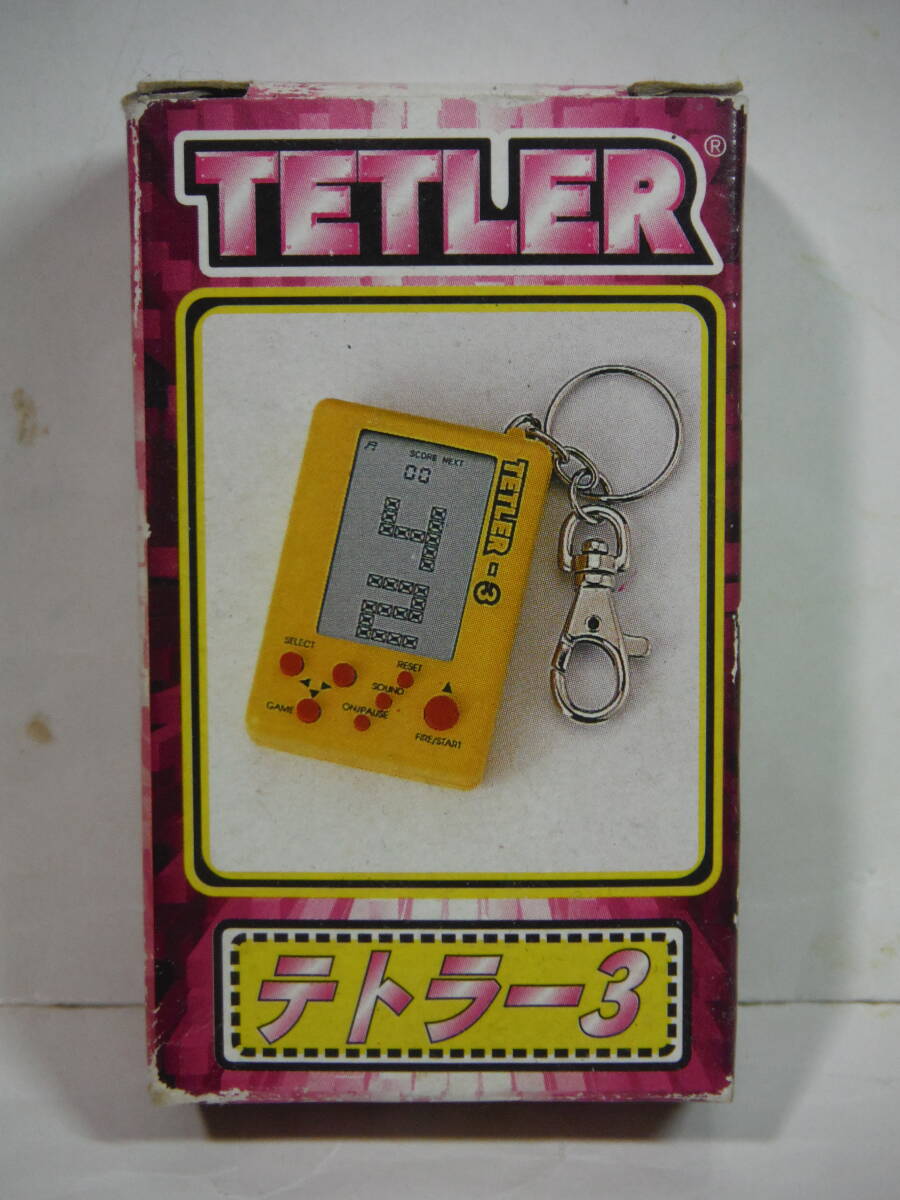 TETLER®
SCORE NEXT
00
TETLER-3
SELECT
RESET
SOUND
GAME
ON/PAUSE
FIRE/START
テトラー3